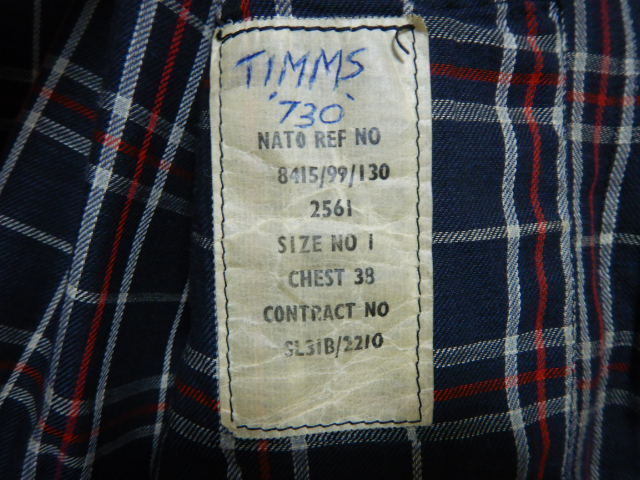 TIMMS
'730'
NATO REF NO
8415/99/130
2561
SIZE NO 1
CHEST 38
CONTRACT NO
SL31B/2210